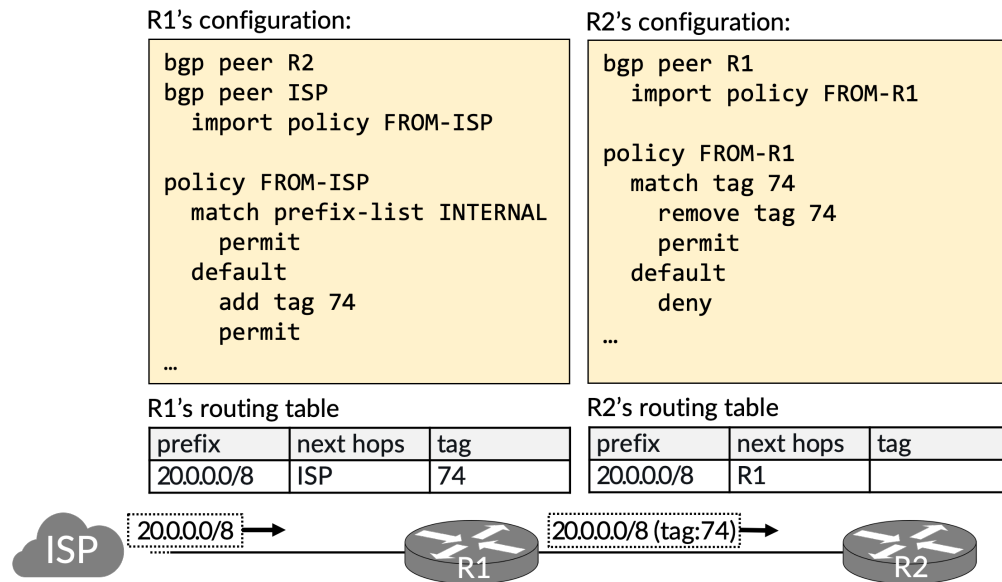 R1's configuration:
bgp peer R2
bgp peer ISP
import policy FROM-ISP
policy FROM-ISP
match prefix-list INTERNAL
permit
default
add tag 74
permit
…
R2's configuration:
bgp peer R1
import policy FROM-R1
policy FROM-R1
match tag 74
remove tag 74
permit
default
deny
…
R1's routing table
prefix next hops tag
20.0.0.0/8 ISP 74
R2's routing table
prefix next hops tag
20.0.0.0/8 R1
ISP
20.0.0.0/8
R1
20.0.0.0/8 (tag:74)
R2